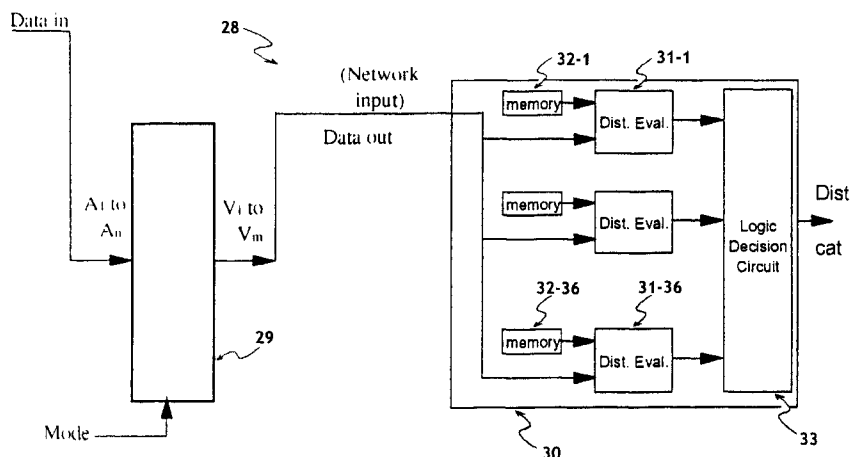 Data in
28
(Network
input)
Data out
A1 to
An
V1 to
Vm
29
Mode
32-1
31-1
memory
Dist. Eval.
memory
Dist. Eval.
32-36
31-36
memory
Dist. Eval.
Logic
Decision
Circuit
Dist
cat
30
33